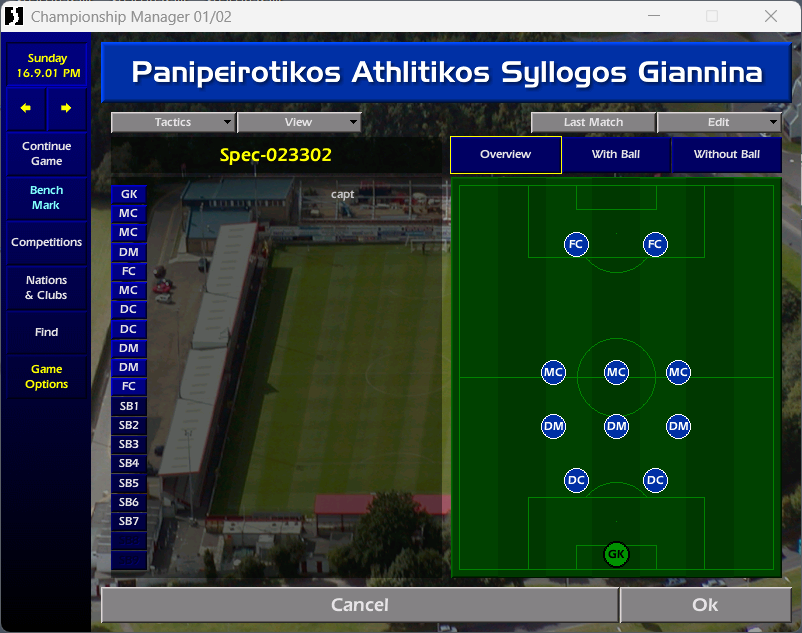 Championship Manager 01/02
Sunday
16.9.01 PM
Panipeirotikos Athlitikos Syllogos Giannina
Continue
Game
Bench
Mark
Competitions
Nations
& Clubs
Find
Game
Options
Tactics
View
Last Match
Edit
Spec-023302
Overview
With Ball
Without Ball
GK
capt
MC
MC
DM
FC
MC
DC
DC
DM
DM
FC
SB1
SB2
SB3
SB4
SB5
SB6
SB7
FC FC
MC MC MC
DM DM DM
DC DC
GK
Cancel
Ok